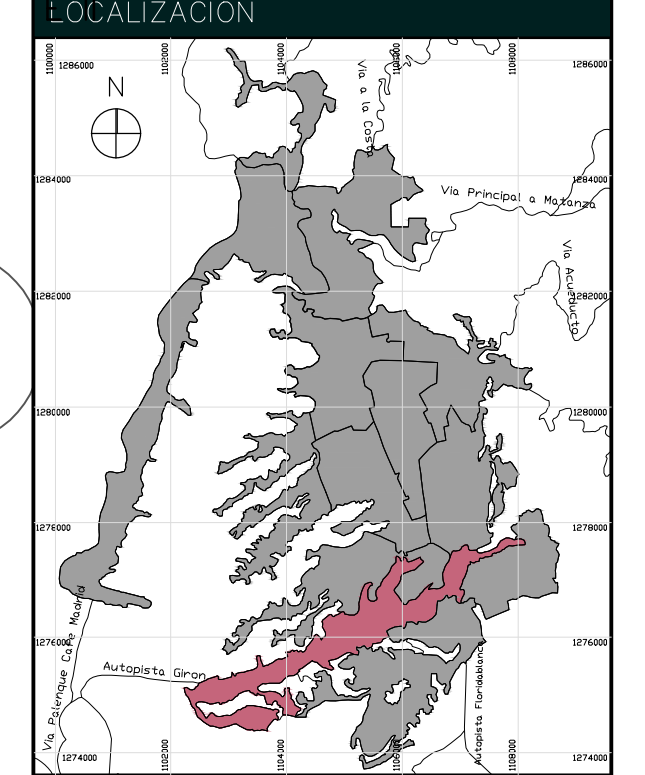 LOCALIZACION
1100000
1102000
1104000
1106000
1108000
1286000
1286000
N
Via a la Costa
1284000
1284000
Via Principal a Matanza
Via Acueducto
1282000
1282000
1280000
1280000
1278000
1278000
1276000
1276000
Via Palenque Café Madrid
Autopista Giron
Autopista Floridablanca
1274000
1274000
1102000
1104000
1106000
1108000